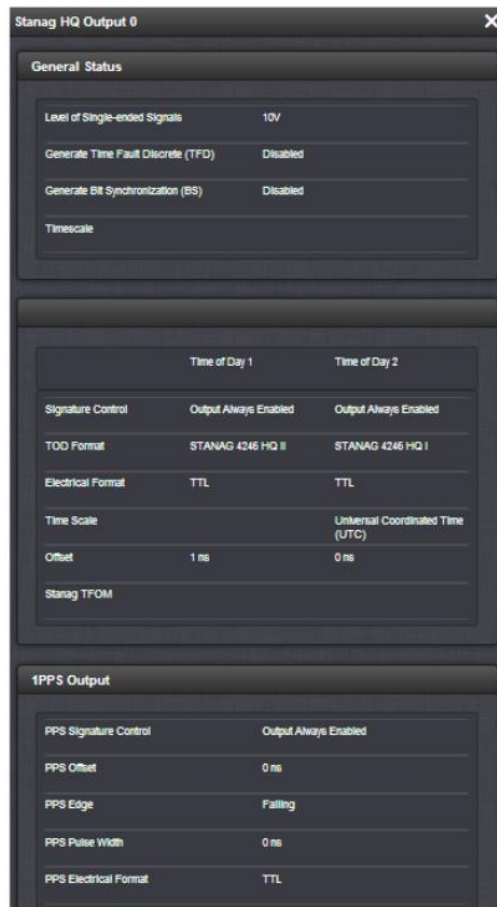 Stanag HQ Output 0
General Status
Level of Single-ended Signals 10V
Generate Time Fault Discrete (TFD) Disabled
Generate Bit Synchronization (BS) Disabled
Timescale
Time of Day 1 Time of Day 2
Signature Control Output Always Enabled Output Always Enabled
TOD Format STANAG 4246 HQ II STANAG 4246 HQ I
Electrical Format TTL TTL
Time Scale Universal Coordinated Time
(UTC)
Offset 1 ns 0 ns
Stanag TFOM
1PPS Output
PPS Signature Control Output Always Enabled
PPS Offset 0 ns
PPS Edge Falling
PPS Pulse Width 0 ns
PPS Electrical Format TTL